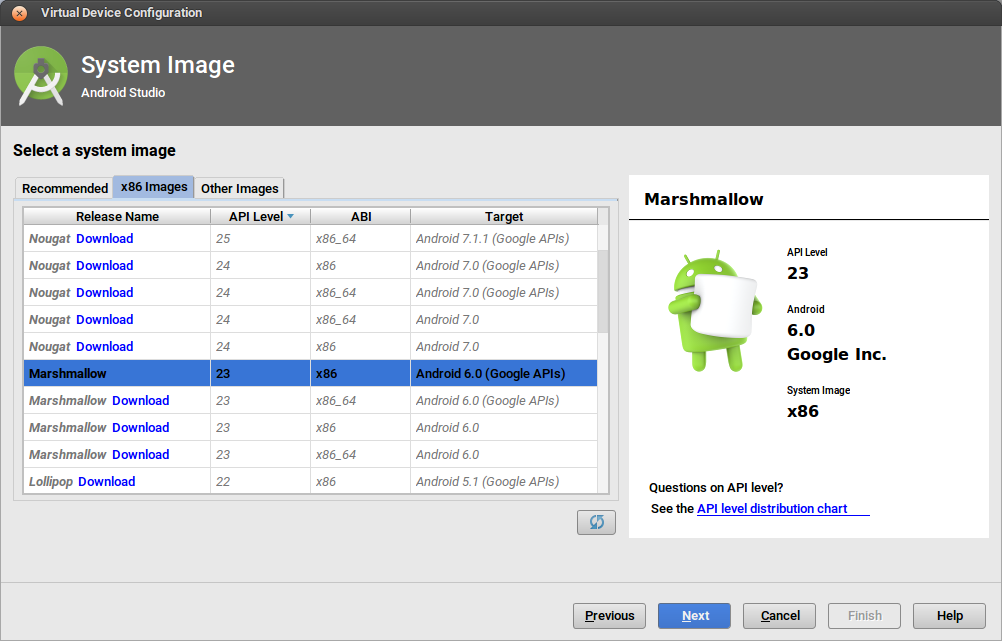 Virtual Device Configuration
System Image
Android Studio
Select a system image
Recommended x86 Images Other Images
Release Name API Level ABI Target
Nougat Download 25 x86_64 Android 7.1.1 (Google APIs)
Nougat Download 24 x86 Android 7.0 (Google APIs)
Nougat Download 24 x86_64 Android 7.0 (Google APIs)
Nougat Download 24 x86_64 Android 7.0
Nougat Download 24 x86 Android 7.0
Marshmallow 23 x86 Android 6.0 (Google APIs)
Marshmallow Download 23 x86_64 Android 6.0 (Google APIs)
Marshmallow Download 23 x86 Android 6.0
Marshmallow Download 23 x86_64 Android 6.0
Lollipop Download 22 x86 Android 5.1 (Google APIs)
Marshmallow
API Level
23
Android
6.0
Google Inc.
System Image
x86
Questions on API level?
See the API level distribution chart
Previous Next Cancel Finish Help